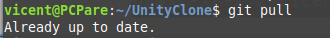 vicent@PCPare:~/UnityClone$ git pull
Already up to date.